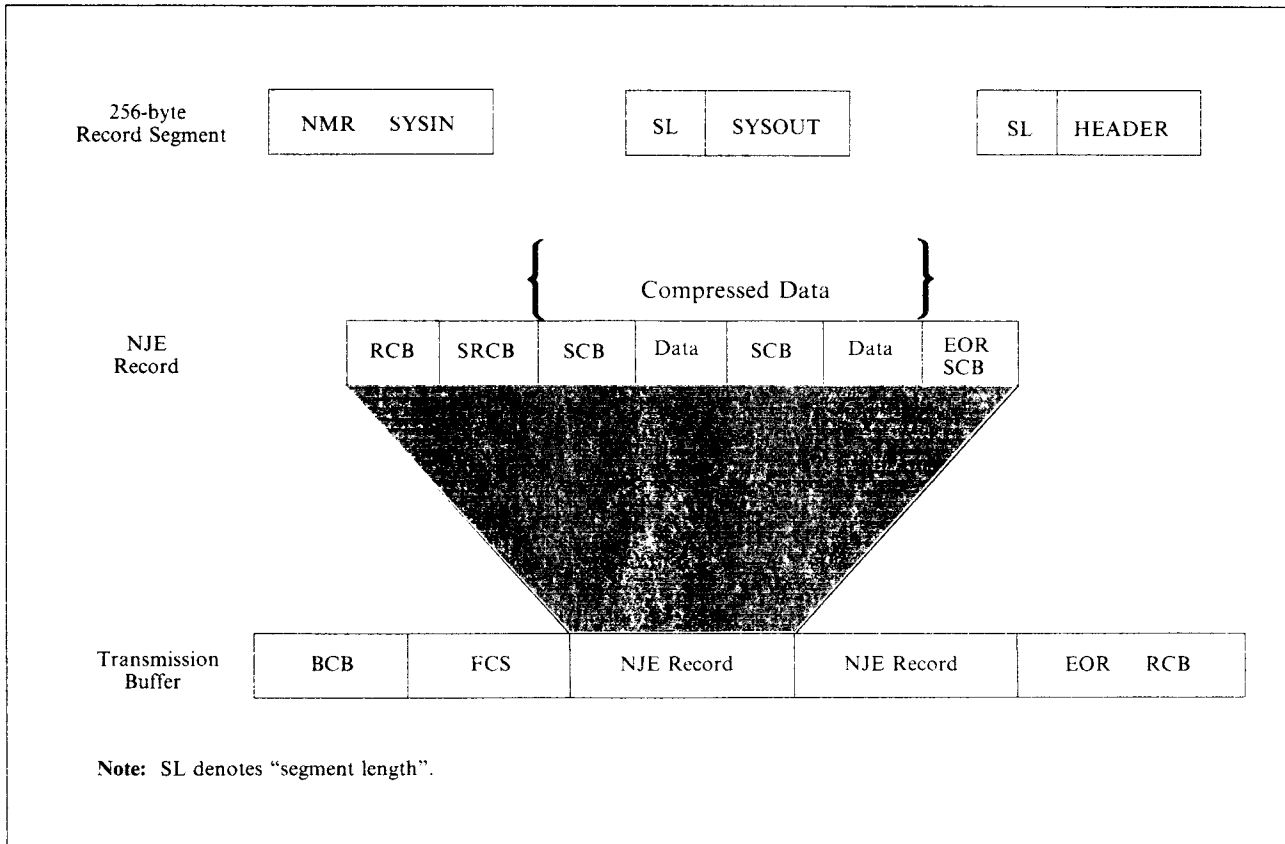 256-byte
Record Segment
NMR SYSIN
SL SYSOUT
SL HEADER
{ Compressed Data }
NJE
Record
RCB SRCB SCB Data SCB Data EOR
SCB
Transmission
Buffer
BCB FCS NJE Record NJE Record EOR RCB
Note: SL denotes “segment length”.